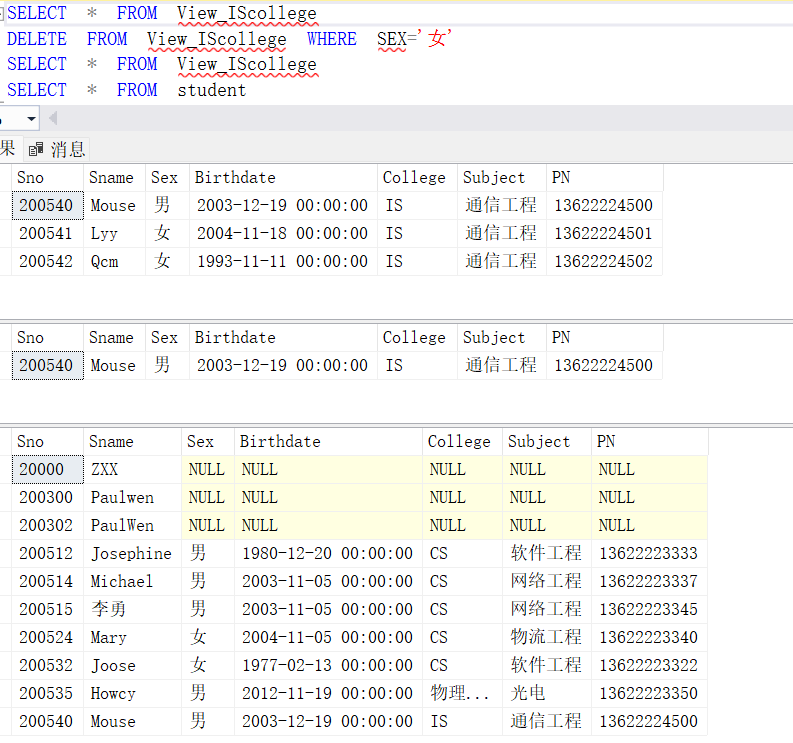 SELECT * FROM View_IScollege
DELETE FROM View_IScollege WHERE SEX='女'
SELECT * FROM View_IScollege
SELECT * FROM student
果 消息
Sno Sname Sex Birthdate College Subject PN
200540 Mouse 男 2003-12-19 00:00:00 IS 通信工程 13622224500
200541 Lyy 女 2004-11-18 00:00:00 IS 通信工程 13622224501
200542 Qcm 女 1993-11-11 00:00:00 IS 通信工程 13622224502
Sno Sname Sex Birthdate College Subject PN
200540 Mouse 男 2003-12-19 00:00:00 IS 通信工程 13622224500
Sno Sname Sex Birthdate College Subject PN
20000 ZXX NULL NULL NULL NULL NULL
200300 Paulwen NULL NULL NULL NULL NULL
200302 PaulWen NULL NULL NULL NULL NULL
200512 Josephine 男 1980-12-20 00:00:00 CS 软件工程 13622223333
200514 Michael 男 2003-11-05 00:00:00 CS 网络工程 13622223337
200515 李勇 男 2003-11-05 00:00:00 CS 网络工程 13622223345
200524 Mary 女 2004-11-05 00:00:00 CS 物流工程 13622223340
200532 Joose 女 1977-02-13 00:00:00 CS 软件工程 13622223322
200535 Howcy 男 2012-11-19 00:00:00 物理... 光电 13622223350
200540 Mouse 男 2003-12-19 00:00:00 IS 通信工程 13622224500